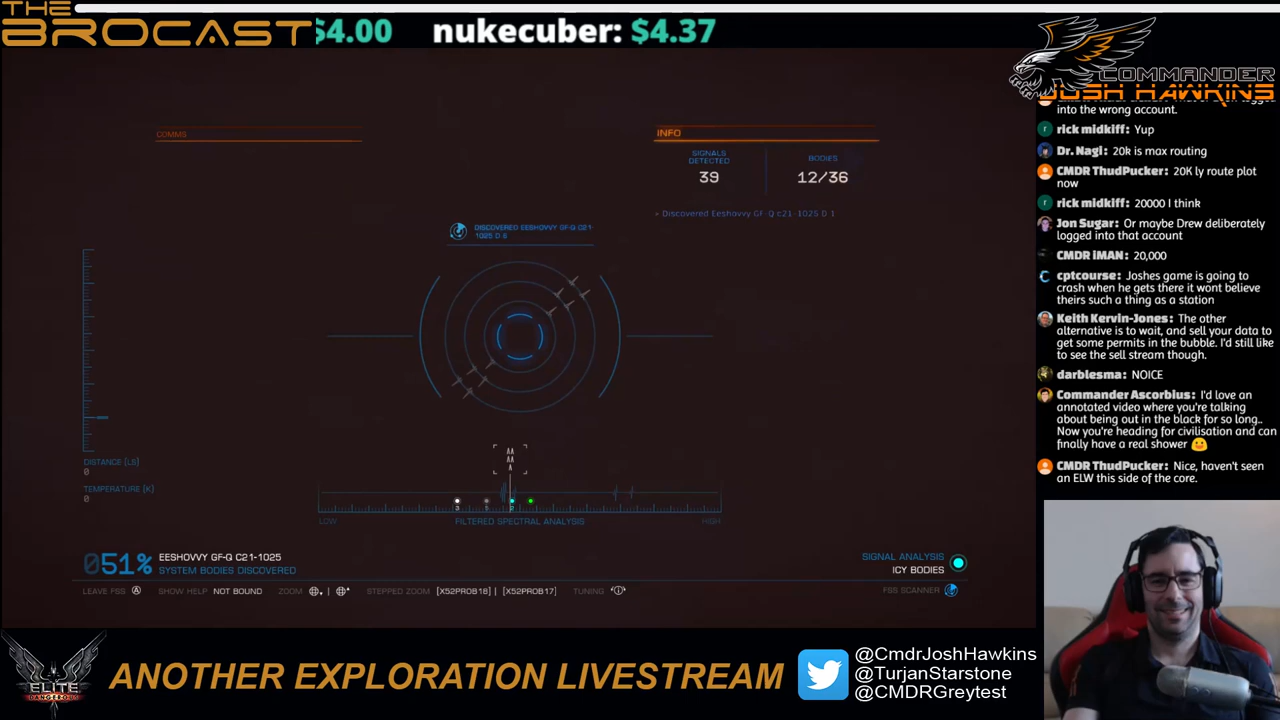 THE
BROCAST
$4.00
nukecuber: $4.37
COMMANDER
JOSH HAWKINS
COMMS
INFO
SIGNALS
DETECTED
39
BODIES
12/36
+ Discovered Eeshovvy GF-Q c21-1025 D 1
DISCOVERED EESHOVVY GF-Q C21-
1025 D 6
DISTANCE (LS)
0
TEMPERATURE (K)
0
LOW
FILTERED SPECTRAL ANALYSIS
HIGH
051%
EESHOVVY GF-Q C21-1025
SYSTEM BODIES DISCOVERED
SIGNAL ANALYSIS
ICY BODIES
LEAVE FSS A
SHOW HELP NOT BOUND
ZOOM |
STEPPED ZOOM [X52PROB18] | [X52PROB17]
TUNING
FSS SCANNER
into the wrong account.
rick midkiff: Yup
Dr. Nagi: 20k is max routing
CMDR ThudPucker: 20K ly route plot
now
rick midkiff: 20000 I think
Jon Sugar: Or maybe Drew deliberately
logged into that account
CMDR iMAN: 20,000
cptcourse: Joshes game is going to
crash when he gets there it wont believe
theirs such a thing as a station
Keith Kervin-Jones: The other
alternative is to wait, and sell your data to
get some permits in the bubble. I'd still like
to see the sell stream though.
darblesma: NOICE
Commander Ascorbius: I'd love an
annotated video where you're talking
about being out in the black for so long..
Now you're heading for civilisation and can
finally have a real shower
CMDR ThudPucker: Nice, haven't seen
an ELW this side of the core.
ELITE
DANGEROUS
ANOTHER EXPLORATION LIVESTREAM
@CmdrJoshHawkins
@TurjanStarstone
@CMDRGreytest